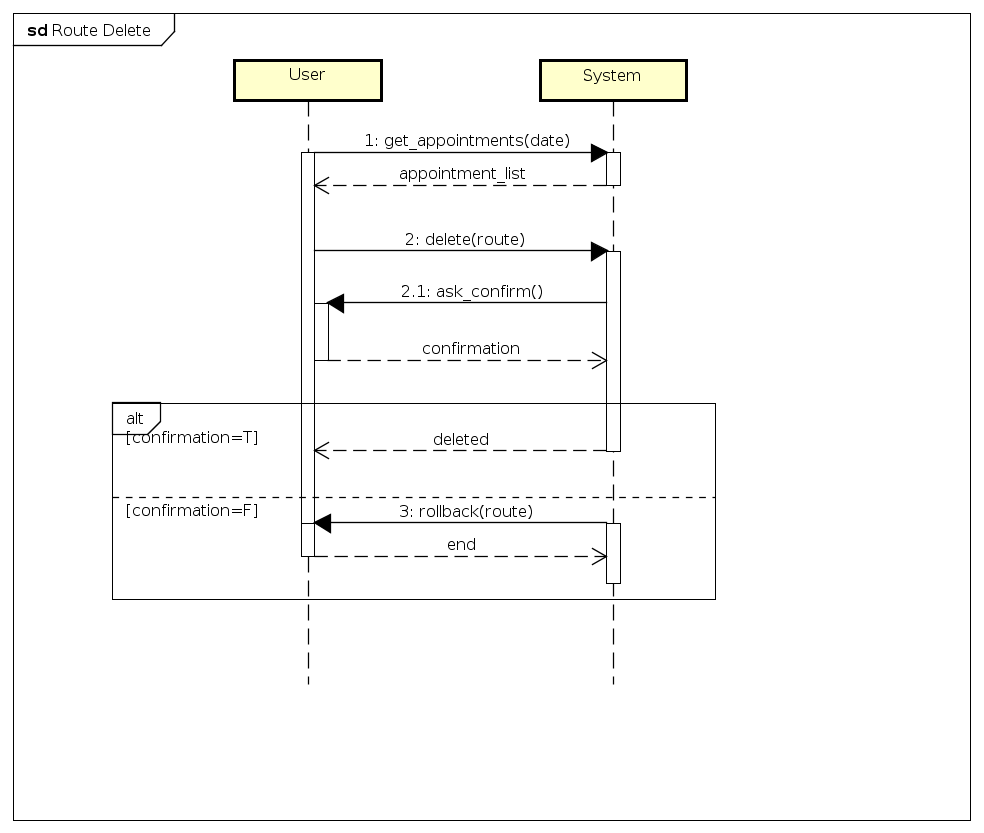 sd Route Delete
User
System
1: get_appointments(date)
appointment_list
2: delete(route)
2.1: ask_confirm()
confirmation
alt
[confirmation=T]
deleted
[confirmation=F]
3: rollback(route)
end